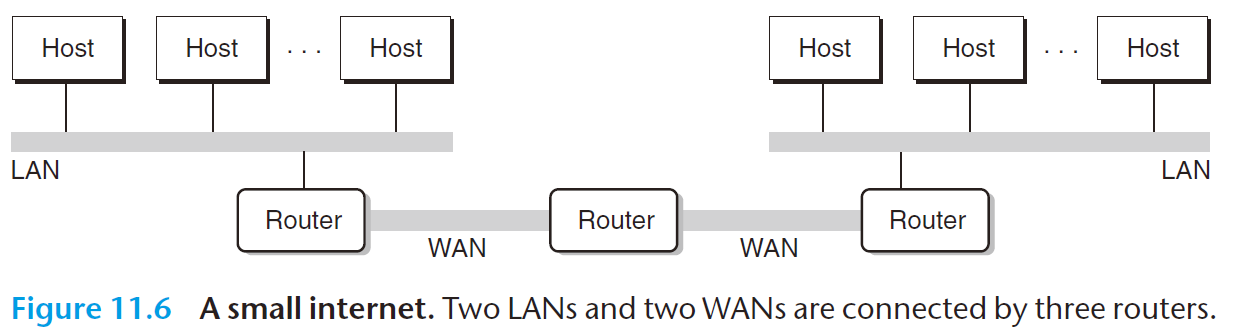 Host Host . . . Host Host Host . . . Host
LAN LAN
Router Router Router
WAN WAN
Figure 11.6 A small internet. Two LANs and two WANs are connected by three routers.